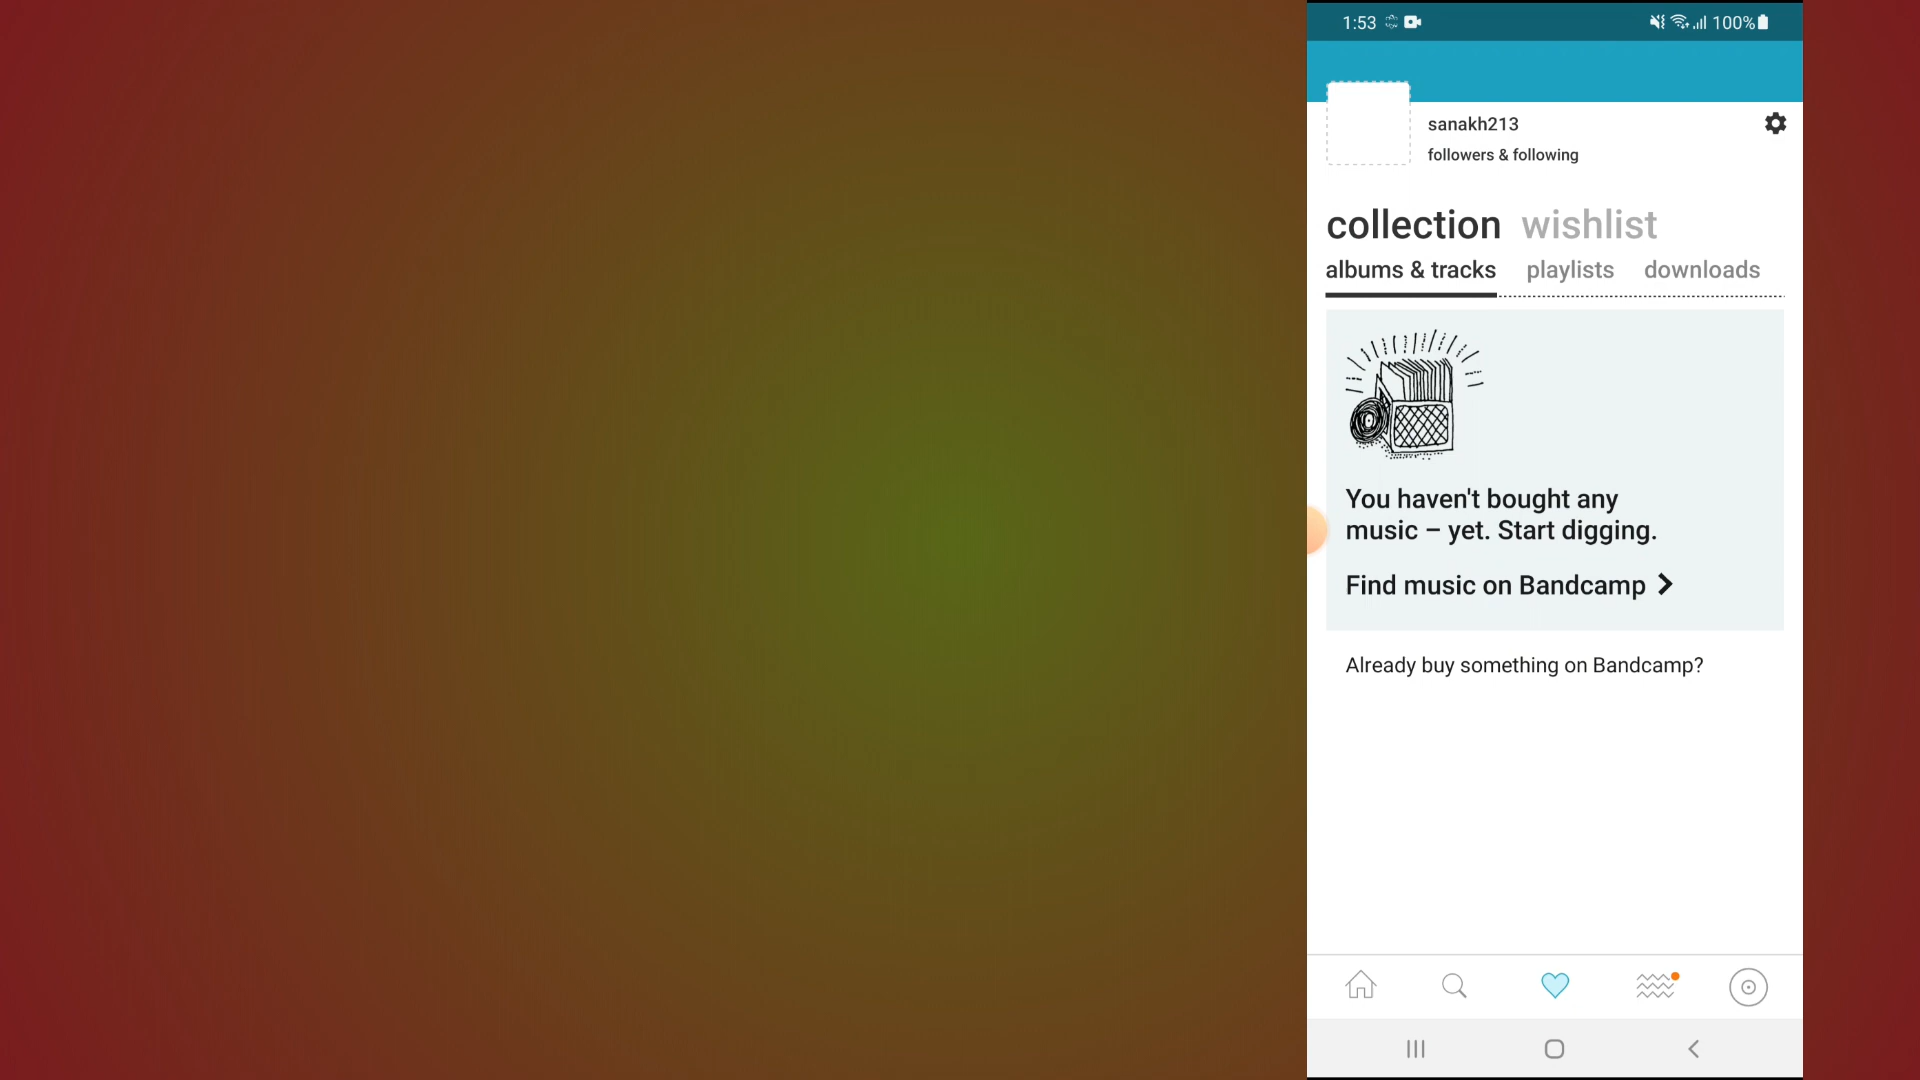 1:53
100%
sanakh213
followers & following
collection wishlist
albums & tracks playlists downloads
You haven't bought any
music – yet. Start digging.
Find music on Bandcamp
Already buy something on Bandcamp?